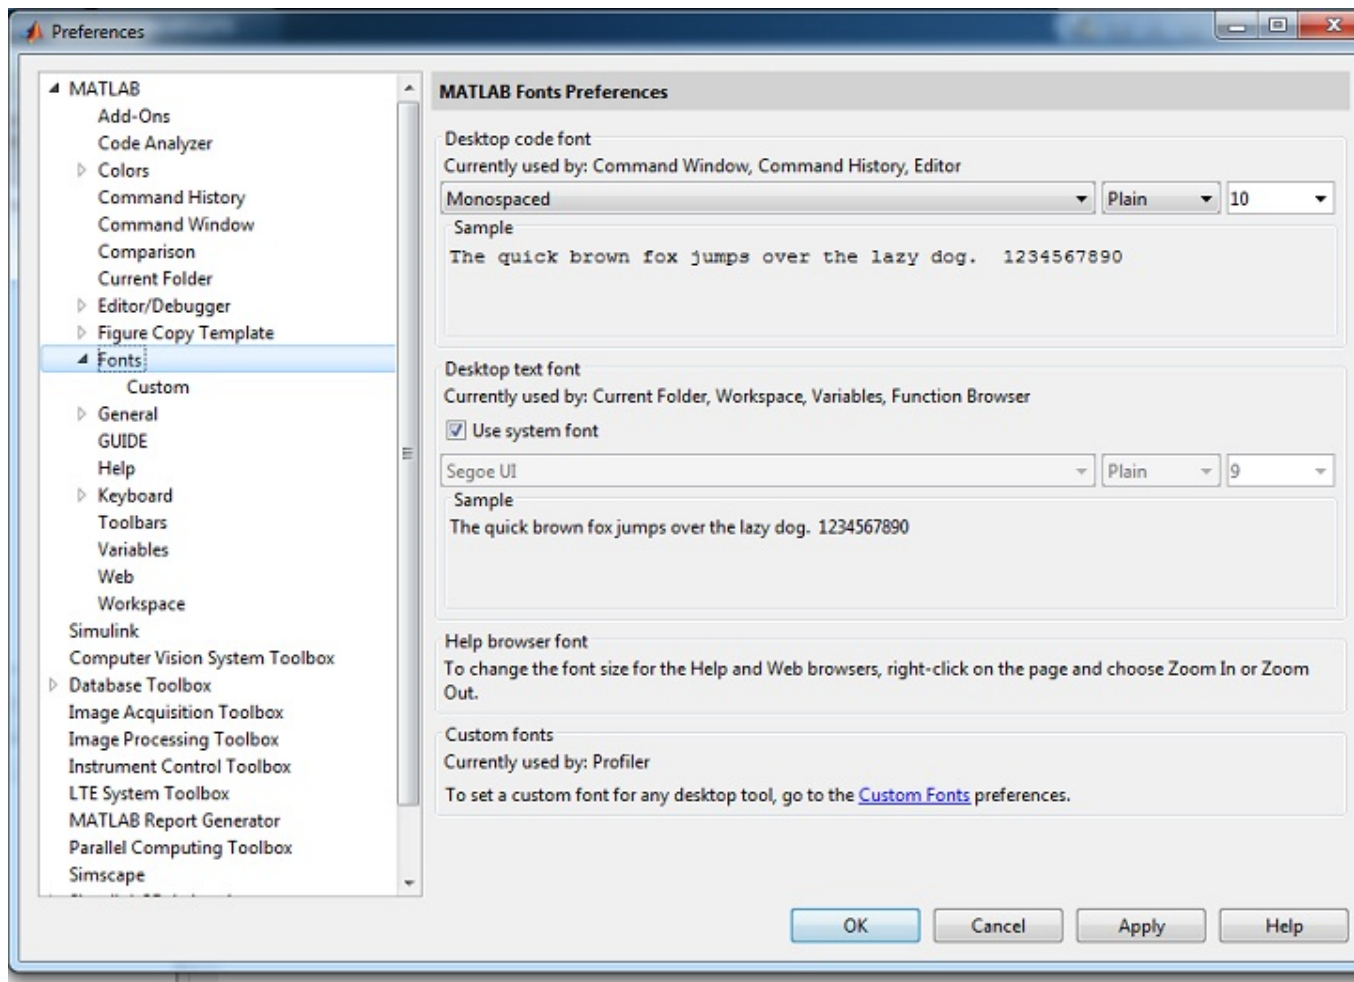 Preferences
MATLAB
Add-Ons
Code Analyzer
Colors
Command History
Command Window
Comparison
Current Folder
Editor/Debugger
Figure Copy Template
Fonts
Custom
General
GUIDE
Help
Keyboard
Toolbars
Variables
Web
Workspace
Simulink
Computer Vision System Toolbox
Database Toolbox
Image Acquisition Toolbox
Image Processing Toolbox
Instrument Control Toolbox
LTE System Toolbox
MATLAB Report Generator
Parallel Computing Toolbox
Simscape
MATLAB Fonts Preferences
Desktop code font
Currently used by: Command Window, Command History, Editor
Monospaced Plain 10
Sample
The quick brown fox jumps over the lazy dog. 1234567890
Desktop text font
Currently used by: Current Folder, Workspace, Variables, Function Browser
Use system font
Segoe UI Plain 9
Sample
The quick brown fox jumps over the lazy dog. 1234567890
Help browser font
To change the font size for the Help and Web browsers, right-click on the page and choose Zoom In or Zoom
Out.
Custom fonts
Currently used by: Profiler
To set a custom font for any desktop tool, go to the Custom Fonts preferences.
OK Cancel Apply Help